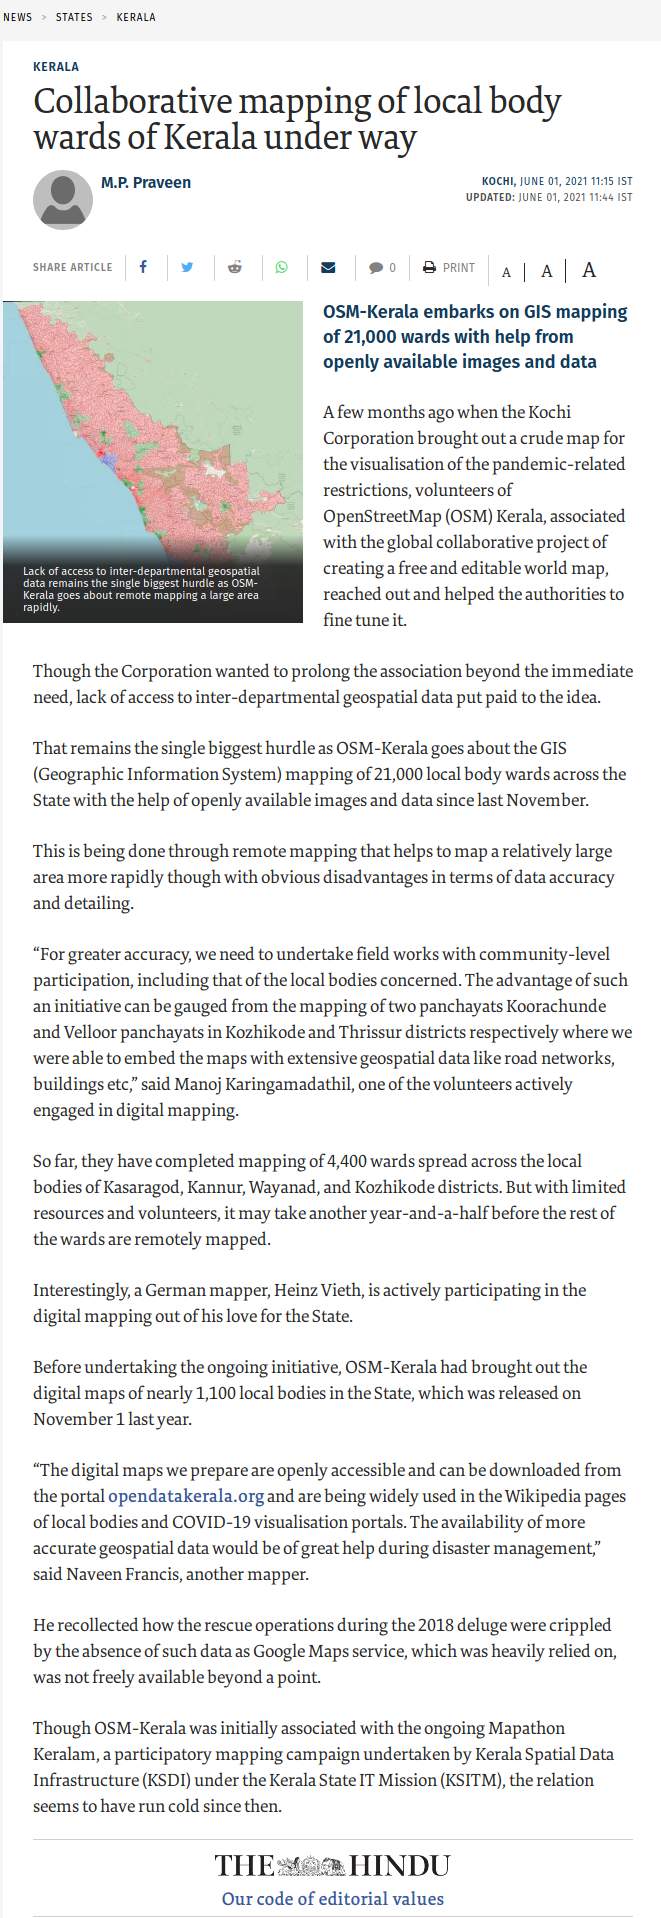 NEWS > STATES > KERALA
KERALA
Collaborative mapping of local body
wards of Kerala under way
M.P. Praveen
KOCHI, JUNE 01, 2021 11:15 IST
UPDATED: JUNE 01, 2021 11:44 IST
SHARE ARTICLE 0 PRINT A A A
Lack of access to inter-departmental geospatial
data remains the single biggest hurdle as OSM-
Kerala goes about remote mapping a large area
rapidly.
OSM-Kerala embarks on GIS mapping
of 21,000 wards with help from
openly available images and data
A few months ago when the Kochi
Corporation brought out a crude map for
the visualisation of the pandemic-related
restrictions, volunteers of
OpenStreetMap (OSM) Kerala, associated
with the global collaborative project of
creating a free and editable world map,
reached out and helped the authorities to
fine tune it.
Though the Corporation wanted to prolong the association beyond the immediate
need, lack of access to inter-departmental geospatial data put paid to the idea.
That remains the single biggest hurdle as OSM-Kerala goes about the GIS
(Geographic Information System) mapping of 21,000 local body wards across the
State with the help of openly available images and data since last November.
This is being done through remote mapping that helps to map a relatively large
area more rapidly though with obvious disadvantages in terms of data accuracy
and detailing.
“For greater accuracy, we need to undertake field works with community-level
participation, including that of the local bodies concerned. The advantage of such
an initiative can be gauged from the mapping of two panchayats Koorachunde
and Velloor panchayats in Kozhikode and Thrissur districts respectively where we
were able to embed the maps with extensive geospatial data like road networks,
buildings etc,” said Manoj Karingamadathil, one of the volunteers actively
engaged in digital mapping.
So far, they have completed mapping of 4,400 wards spread across the local
bodies of Kasaragod, Kannur, Wayanad, and Kozhikode districts. But with limited
resources and volunteers, it may take another year-and-a-half before the rest of
the wards are remotely mapped.
Interestingly, a German mapper, Heinz Vieth, is actively participating in the
digital mapping out of his love for the State.
Before undertaking the ongoing initiative, OSM-Kerala had brought out the
digital maps of nearly 1,100 local bodies in the State, which was released on
November 1 last year.
“The digital maps we prepare are openly accessible and can be downloaded from
the portal opendatakerala.org and are being widely used in the Wikipedia pages
of local bodies and COVID-19 visualisation portals. The availability of more
accurate geospatial data would be of great help during disaster management,”
said Naveen Francis, another mapper.
He recollected how the rescue operations during the 2018 deluge were crippled
by the absence of such data as Google Maps service, which was heavily relied on,
was not freely available beyond a point.
Though OSM-Kerala was initially associated with the ongoing Mapathon
Keralam, a participatory mapping campaign undertaken by Kerala Spatial Data
Infrastructure (KSDI) under the Kerala State IT Mission (KSITM), the relation
seems to have run cold since then.
THE HINDU
Our code of editorial values